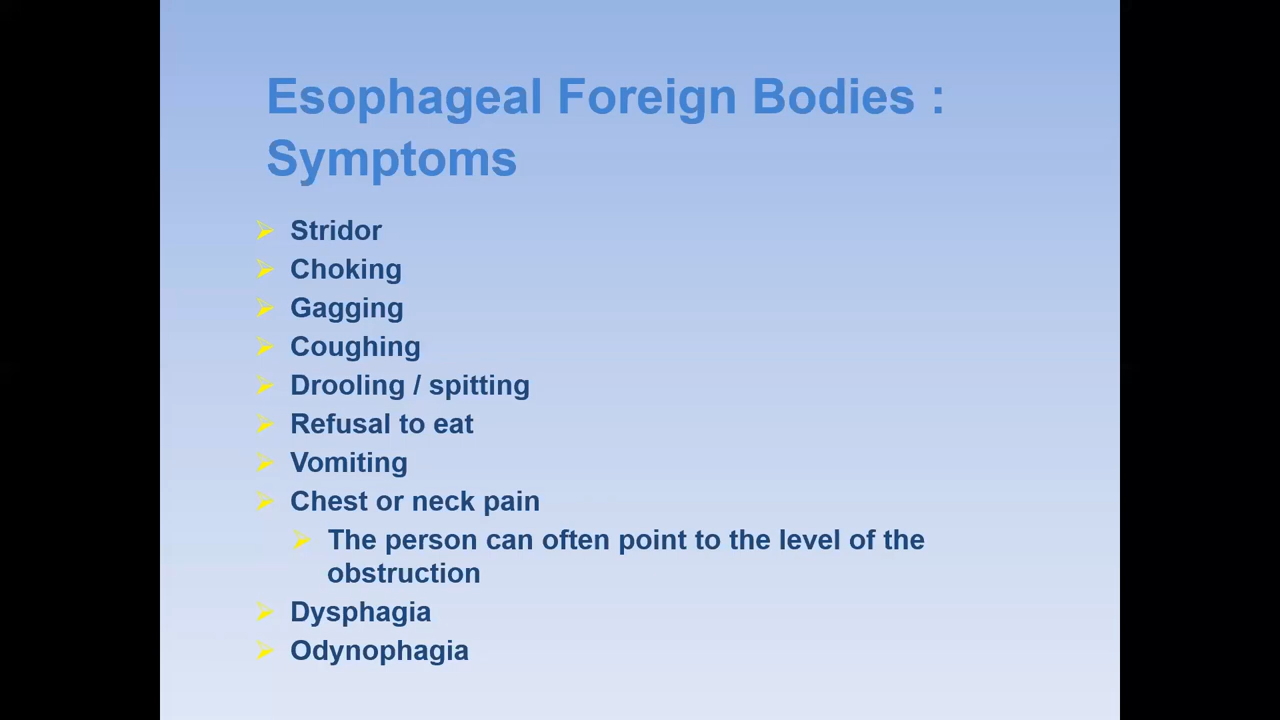 Esophageal Foreign Bodies :
Symptoms
Stridor
Choking
Gagging
Coughing
Drooling / spitting
Refusal to eat
Vomiting
Chest or neck pain
The person can often point to the level of the
obstruction
Dysphagia
Odynophagia